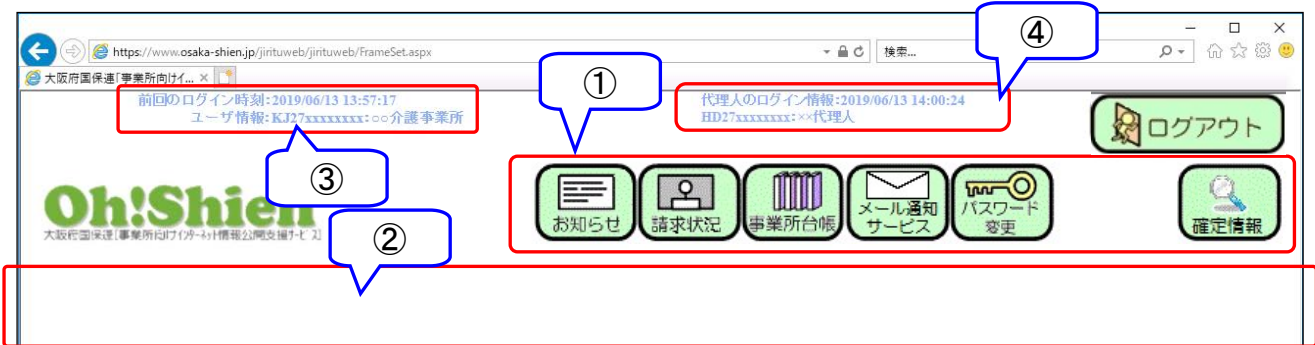 ④
https://www.osaka-shien.jp/jirituweb/jirituweb/FrameSet.aspx
検索...
大阪府国保連「事業所向けイ... ×
①
前回のログイン時刻:2019/06/13 13:57:17
ユーザ情報:KJ27xxxxxxxx:○○介護事業所
代理人のログイン情報:2019/06/13 14:00:24
HD27xxxxxxxx:××代理人
ログアウト
③
Oh!Shien
大阪府国保連[事業所向けインターネット情報公開支援サービス]
お知らせ
請求状況
事業所台帳
メール通知
サービス
パスワード
変更
確定情報
②